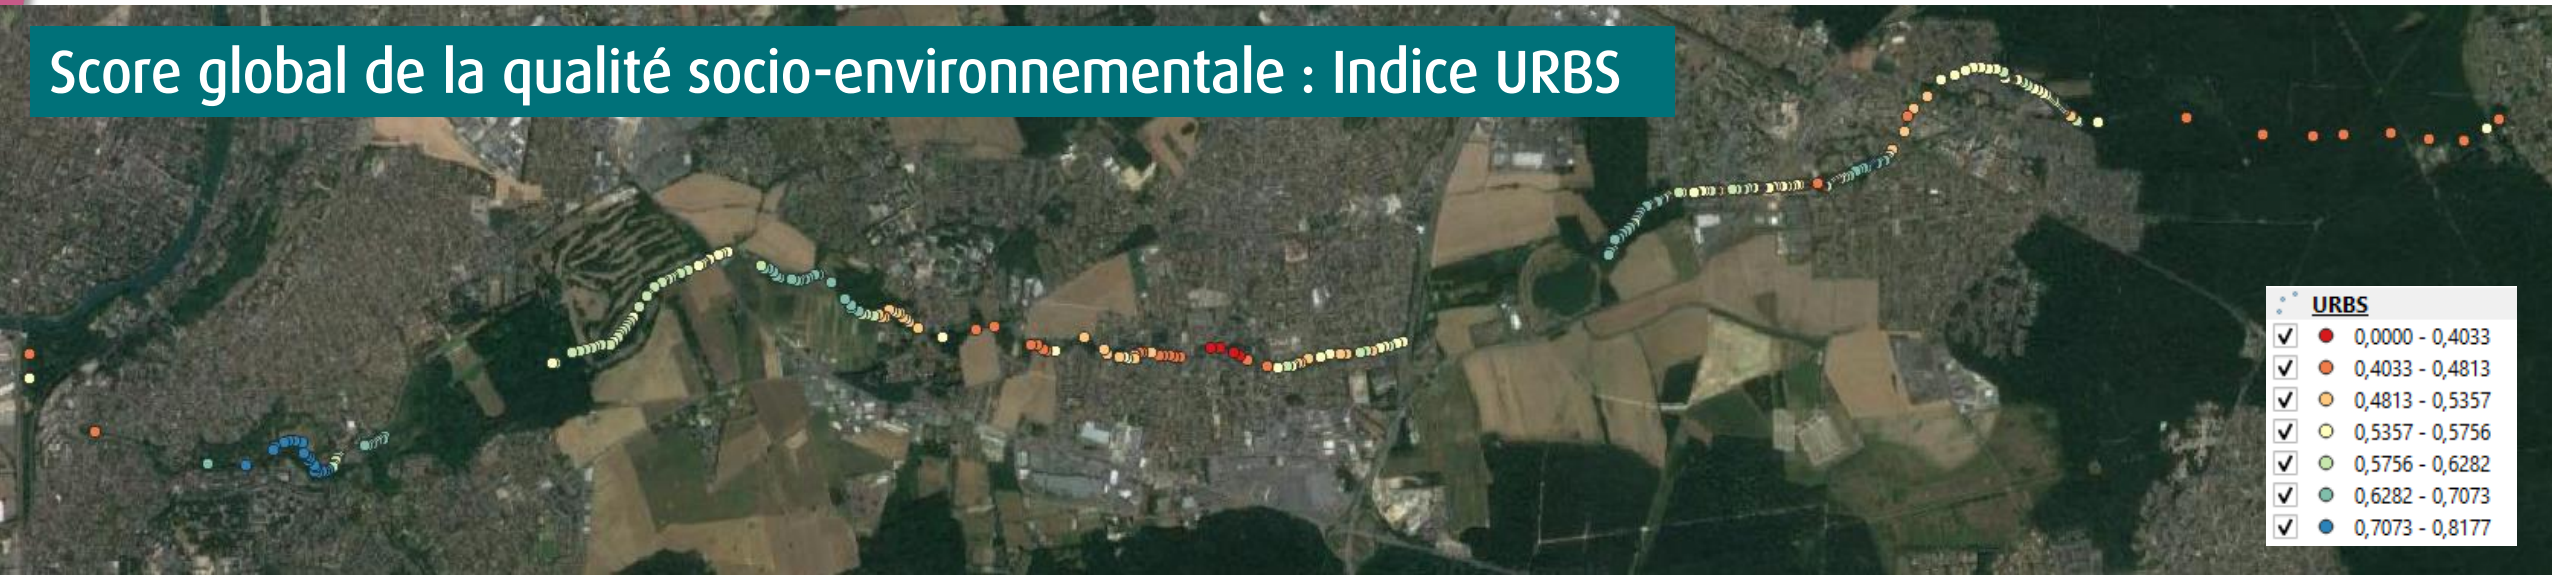 Score global de la qualité socio-environnementale : Indice URBS
URBS
0,0000 - 0,4033
0,4033 - 0,4813
0,4813 - 0,5357
0,5357 - 0,5756
0,5756 - 0,6282
0,6282 - 0,7073
0,7073 - 0,8177